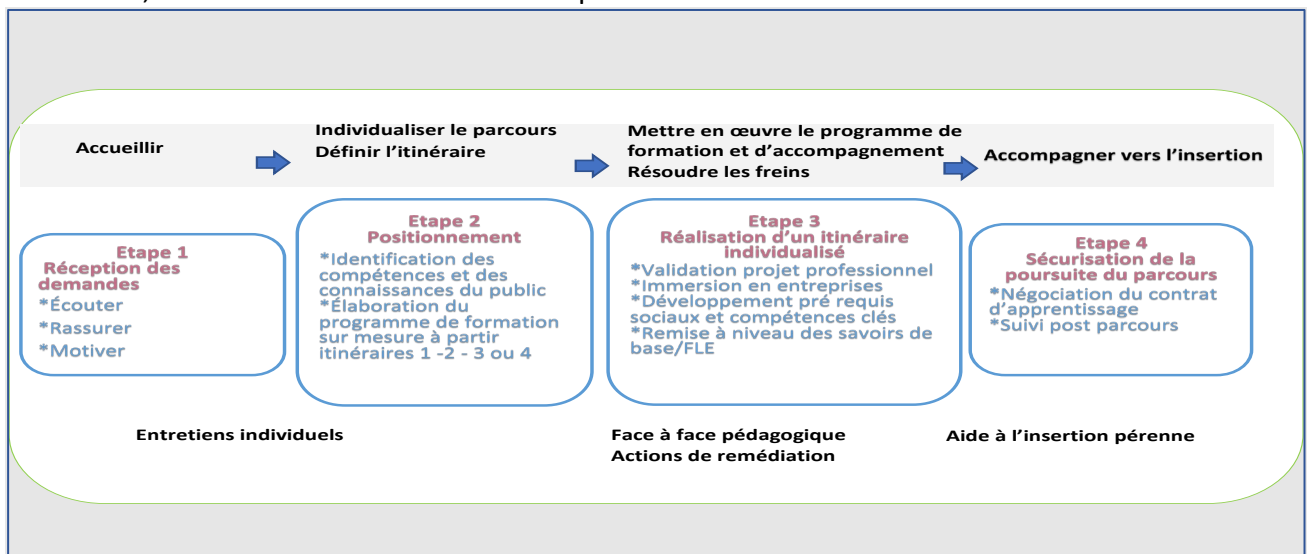 Accueillir
Individualiser le parcours
Définir l’itinéraire
Mettre en œuvre le programme de
formation et d’accompagnement
Résoudre les freins
Accompagner vers l’insertion
Etape 1
Réception des
demandes
*Écouter
*Rassurer
*Motiver
Etape 2
Positionnement
*Identification des
compétences et des
connaissances du public
*Élaboration du
programme de formation
sur mesure à partir
itinéraires 1 -2 - 3 ou 4
Etape 3
Réalisation d’un itinéraire
individualisé
*Validation projet professionnel
*Immersion en entreprises
*Développement pré requis
sociaux et compétences clés
*Remise à niveau des savoirs de
base/FLE
Etape 4
Sécurisation de la
poursuite du parcours
*Négociation du contrat
d’apprentissage
*Suivi post parcours
Entretiens individuels
Face à face pédagogique
Actions de remédiation
Aide à l’insertion pérenne